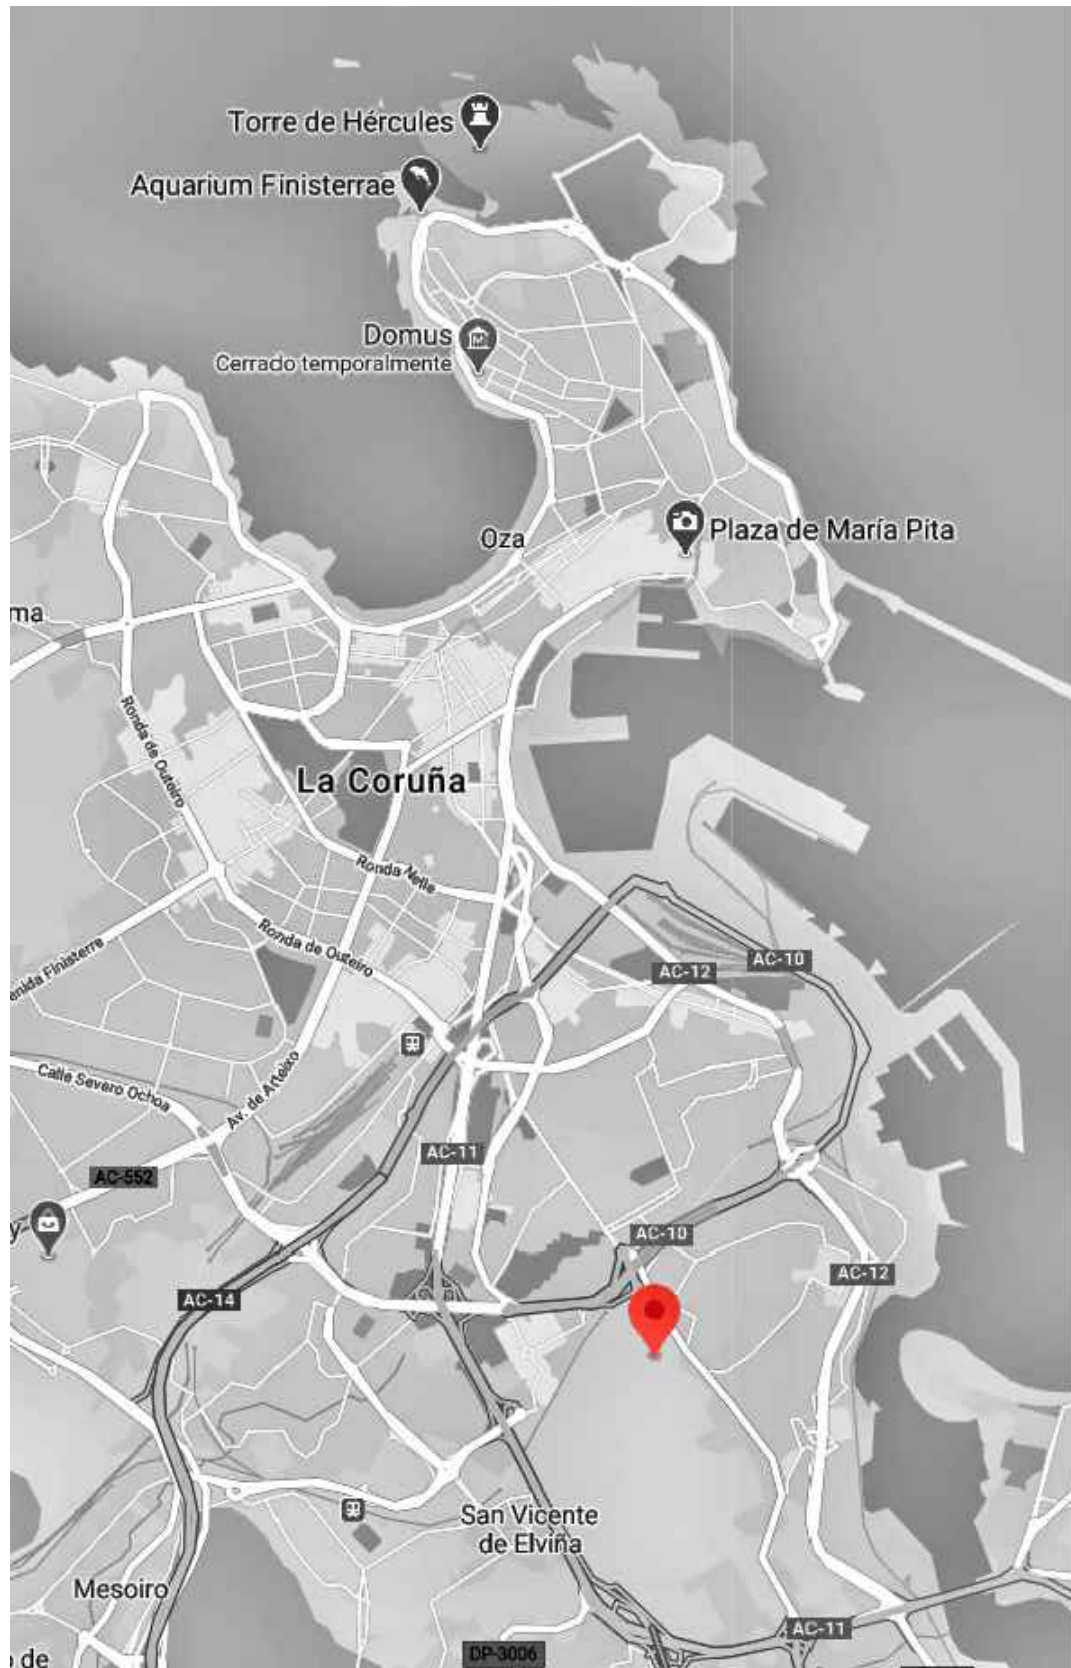 Torre de Hércules
Aquarium Finisterrae
Domus
Cerrado temporalmente
Oza
Plaza de María Pita
ma
Ronda de Outeiro
La Coruña
Ronda Nelle
Ronda de Outeiro
enida Finisterre
AC-10
AC-12
Calle Severo Ochoa
Av. de Arteixo
AC-11
AC-552
y
AC-10
AC-12
AC-14
San Vicente
de Elviña
Mesoiro
AC-11
DP-3006
o de